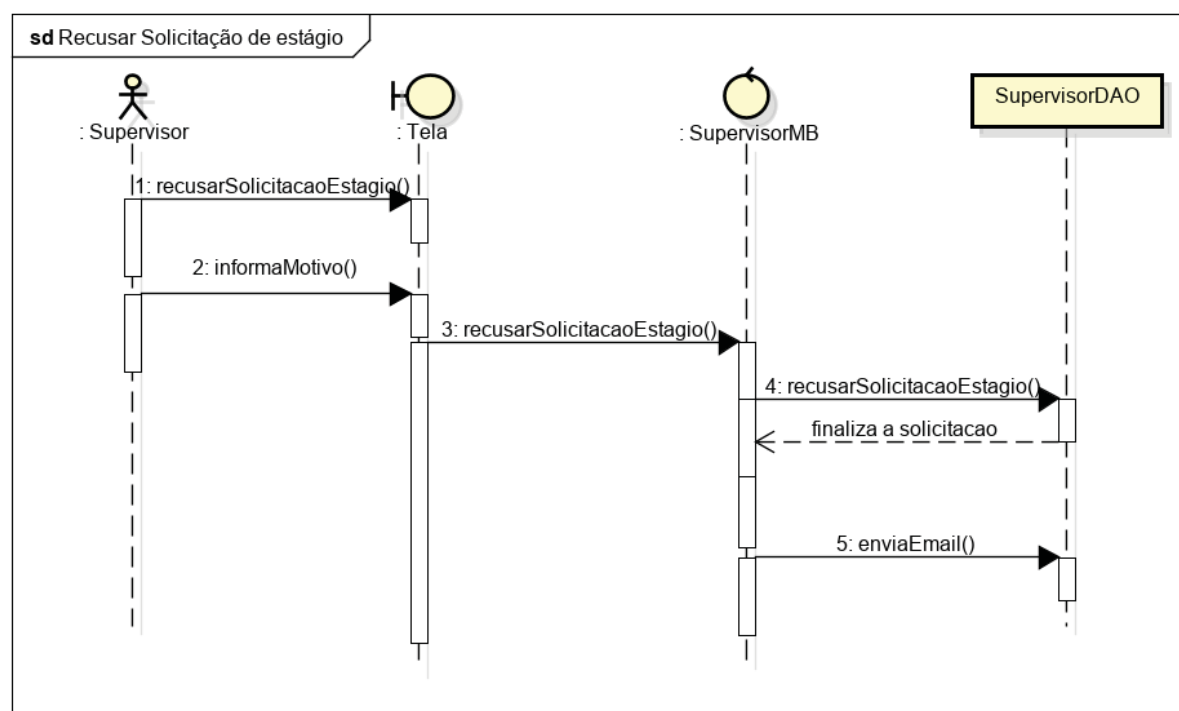 sd Recusar Solicitação de estágio
: Supervisor
: Tela
: SupervisorMB
SupervisorDAO
1: recusarSolicitacaoEstagio()
2: informaMotivo()
3: recusarSolicitacaoEstagio()
4: recusarSolicitacaoEstagio()
finaliza a solicitacao
5: enviaEmail()